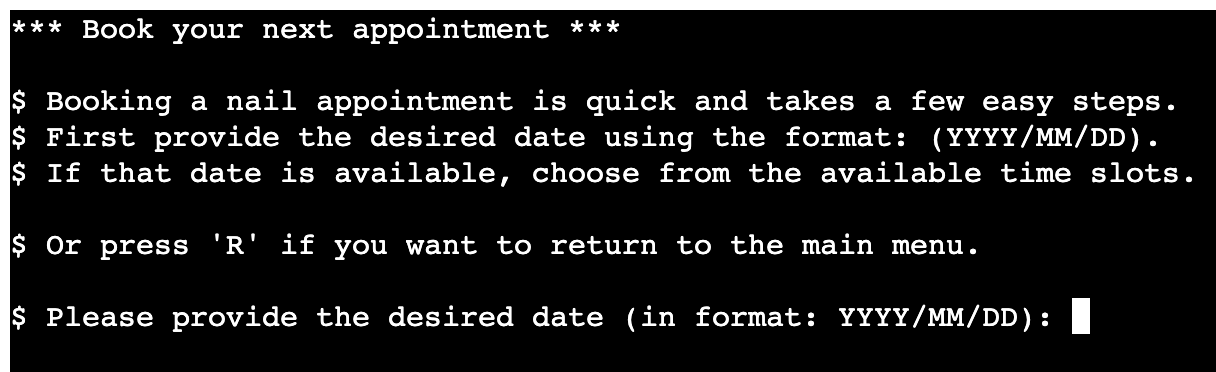 *** Book your next appointment ***
$ Booking a nail appointment is quick and takes a few easy steps.
$ First provide the desired date using the format: (YYYY/MM/DD).
$ If that date is available, choose from the available time slots.
$ Or press 'R' if you want to return to the main menu.
$ Please provide the desired date (in format: YYYY/MM/DD):